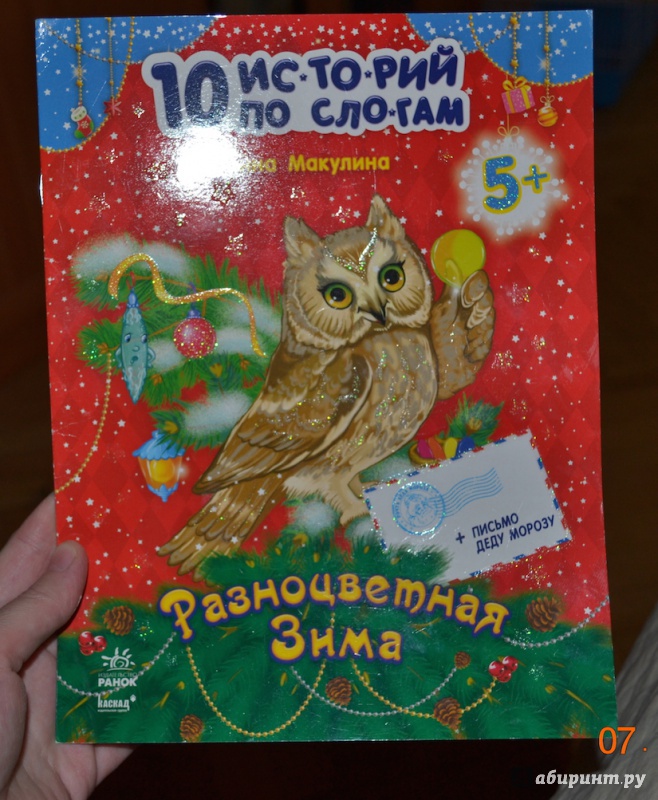 10 ИС★ТО★РИЙ
ПО СЛО★ГАМ
Макулина
5+
+ ПИСЬМО
ДЕДУ МОРОЗУ
Разноцветная
Зима
ИЗДАТЕЛЬСТВО
РАНОК
КАСКАД
07.
абиринт.ру